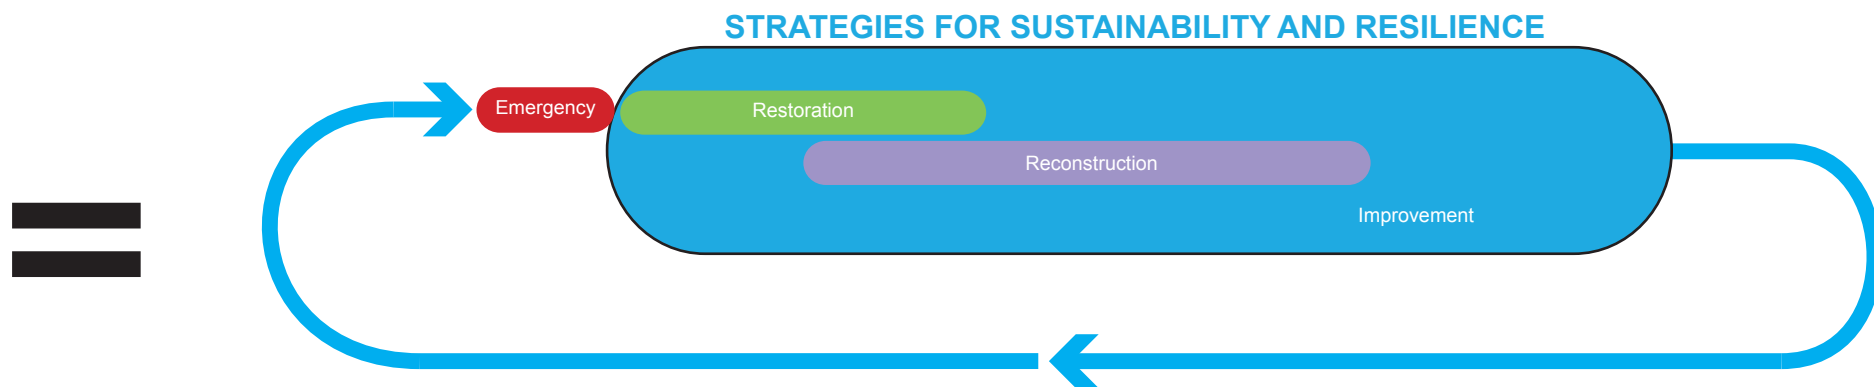 STRATEGIES FOR SUSTAINABILITY AND RESILIENCE
Emergency
Restoration
Reconstruction
Improvement